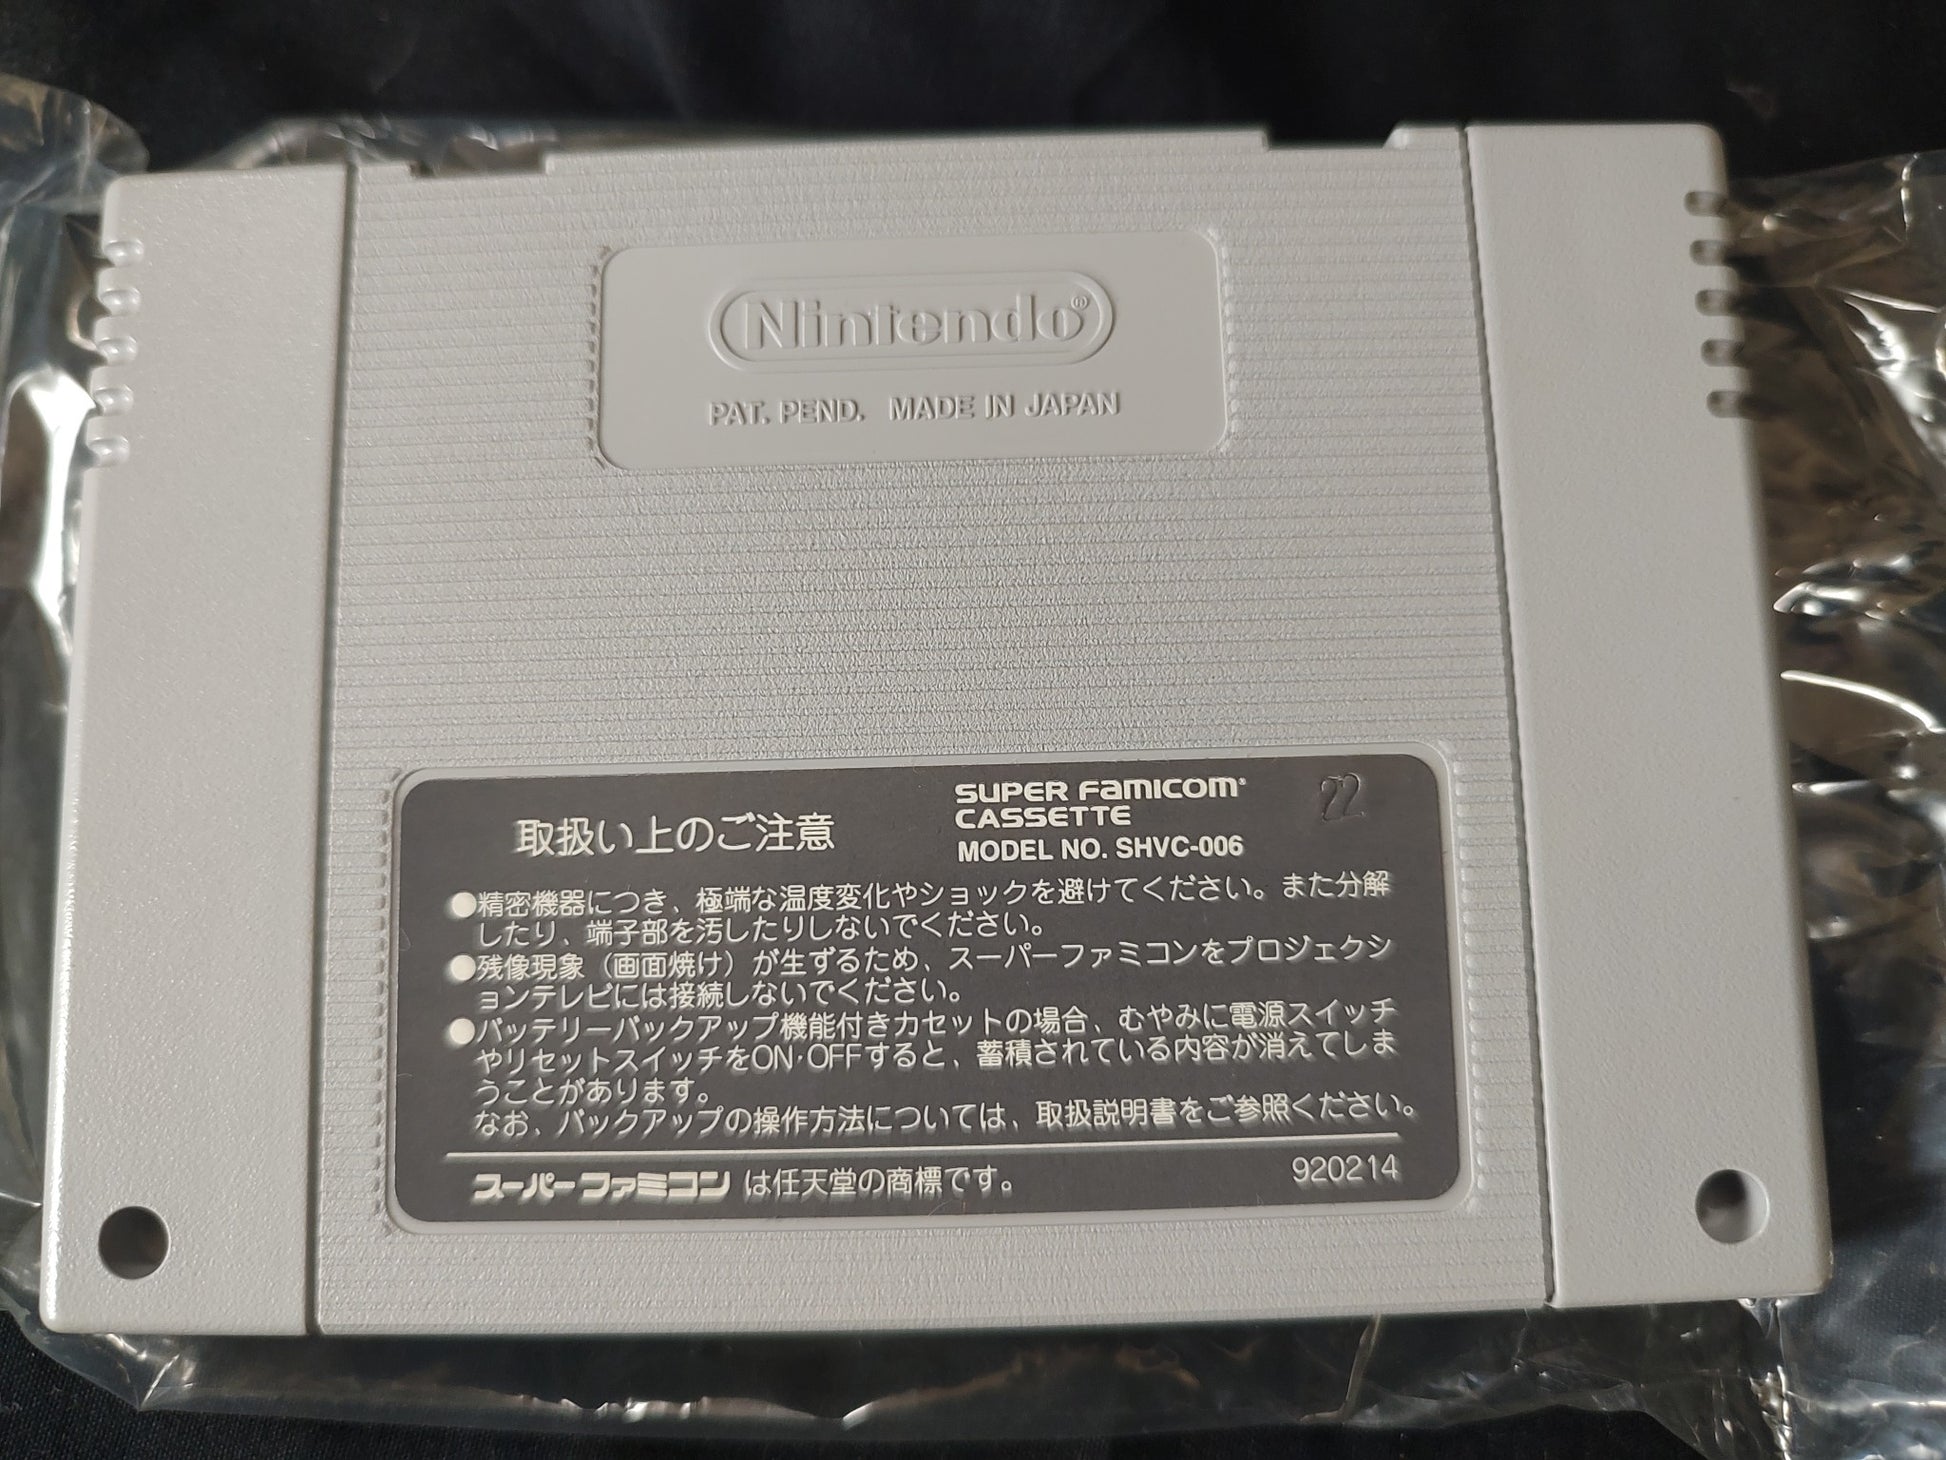 Nintendo®
PAT. PEND. MADE IN JAPAN
取扱い上のご注意
SUPER FAMICOM®
CASSETTE
MODEL NO. SHVC-006
22
●精密機器につき、極端な温度変化やショックを避けてください。また分解
したり、端子部を汚したりしないでください。
●残像現象（画面焼け）が生ずるため、スーパーファミコンをプロジェクシ
ョンテレビには接続しないでください。
●バッテリーバックアップ機能付きカセットの場合、むやみに電源スイッチ
やリセットスイッチをON·OFFすると、蓄積されている内容が消えてしま
うことがあります。
なお、バックアップの操作方法については、取扱説明書をご参照ください。
スーパーファミコンは任天堂の商標です。
920214